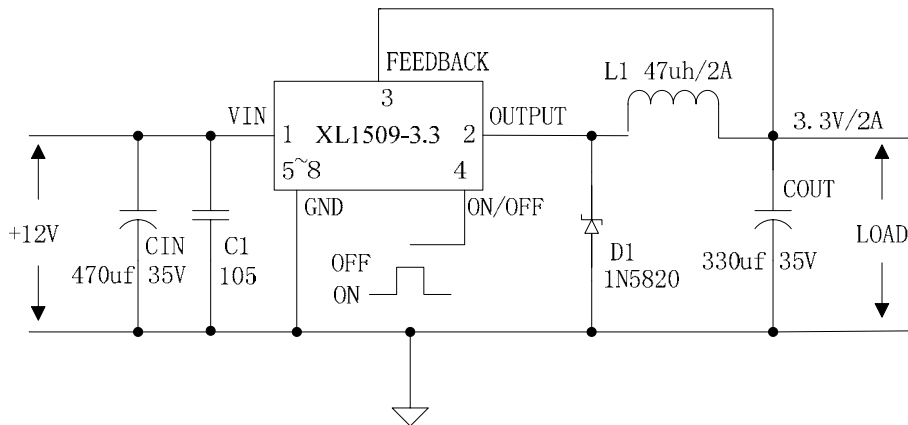 FEEDBACK
L1 47uh/2A
3
VIN
OUTPUT
1
XL1509-3.3
2
3.3V/2A
5~8
4
GND
ON/OFF
COUT
+12V
CIN
C1
OFF
D1
LOAD
470uf 35V
105
ON
1N5820
330uf 35V